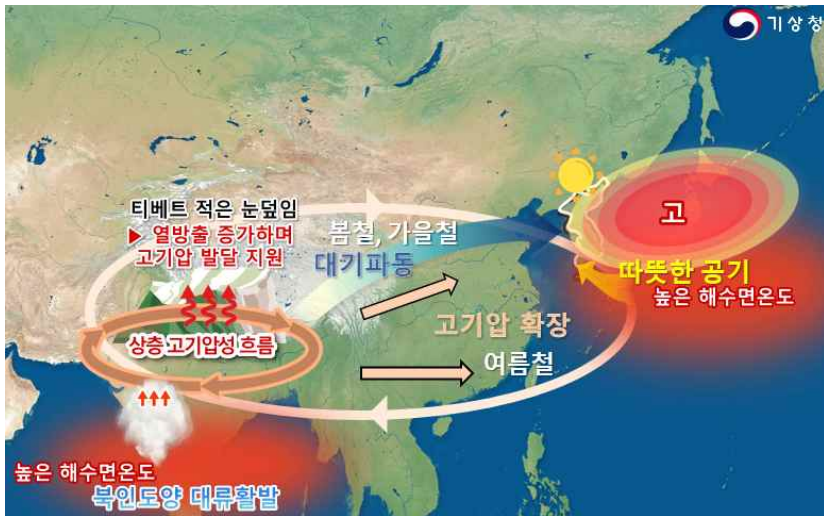 기상청
티베트 적은 눈덮임
▶ 열방출 증가하며
고기압 발달 지원
봄철, 가을철
대기파동
고
따뜻한 공기
높은 해수면온도
고기압 확장
여름철
상층 고기압성 흐름
높은 해수면온도
북인도양 대류활발